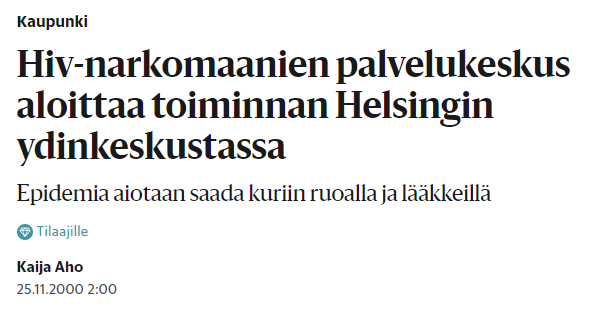 Kaupunki
Hiv-narkomaanien palvelukeskus
aloittaa toiminnan Helsingin
ydinkeskustassa
Epidemia aiotaan saada kuriin ruoalla ja lääkkeillä
Tilaajille
Kaija Aho
25.11.2000 2:00